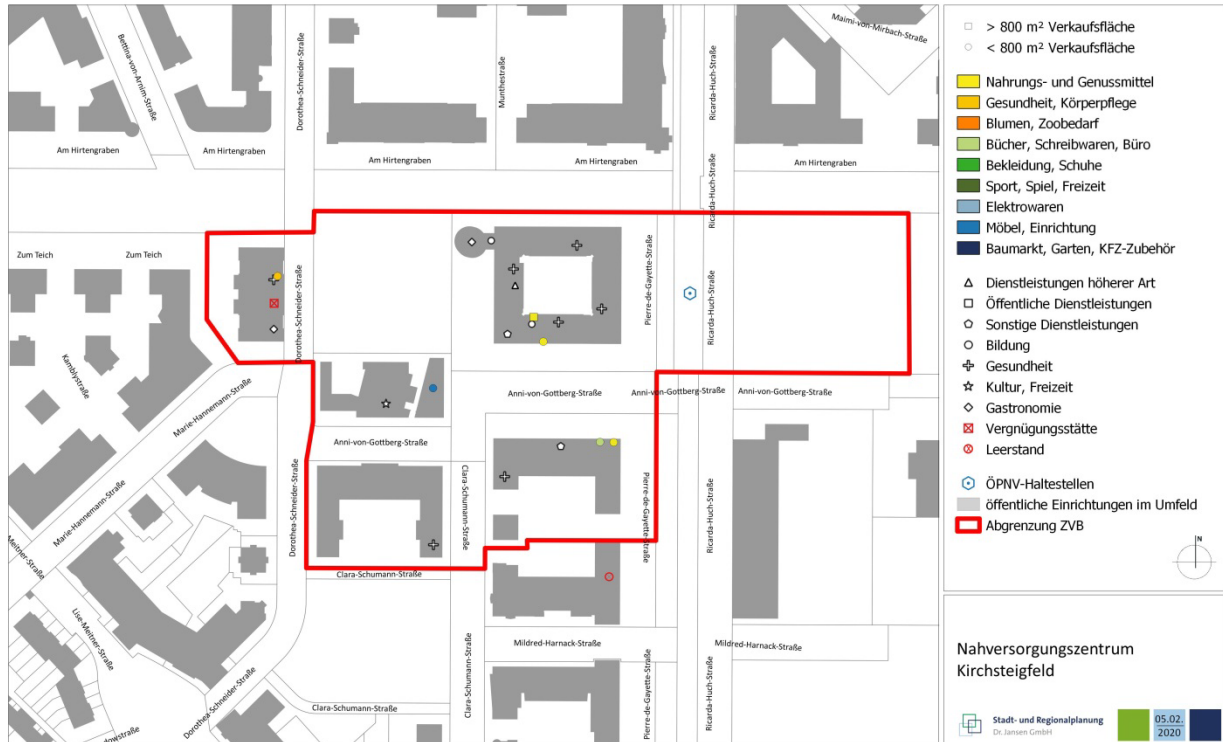 Maimi-von-Mirbach-Straße
Bettina-von-Arnim-Straße
Dorothea-Schneider-Straße
Munthestraße
Ricarda-Huch-Straße
Am Hirtengraben
Am Hirtengraben
Am Hirtengraben
Am Hirtengraben
Am Hirtengraben
Ricarda-Huch-Straße
Zum Teich
Zum Teich
Dorothea-Schneider-Straße
Pierre-de-Gayette-Straße
Ricarda-Huch-Straße
Kamblystraße
Marie-Hannemann-Straße
Anni-von-Gottberg-Straße
Anni-von-Gottberg-Straße
Anni-von-Gottberg-Straße
Anni-von-Gottberg-Straße
Marie-Hannemann-Straße
Dorothea-Schneider-Straße
Clara-Schumann-Straße
Pierre-de-Gayette-Straße
Ricarda-Huch-Straße
Meitner-Straße
Clara-Schumann-Straße
Lise-Meitner-Straße
Mildred-Harnack-Straße
Mildred-Harnack-Straße
Dorothea-Schneider-Straße
Clara-Schumann-Straße
Pierre-de-Gayette-Straße
Ricarda-Huch-Straße
Clara-Schumann-Straße
dowstraße
> 800 m² Verkaufsfläche
< 800 m² Verkaufsfläche
Nahrungs- und Genussmittel
Gesundheit, Körperpflege
Blumen, Zoobedarf
Bücher, Schreibwaren, Büro
Bekleidung, Schuhe
Sport, Spiel, Freizeit
Elektrowaren
Möbel, Einrichtung
Baumarkt, Garten, KFZ-Zubehör
Dienstleistungen höherer Art
Öffentliche Dienstleistungen
Sonstige Dienstleistungen
Bildung
Gesundheit
Kultur, Freizeit
Gastronomie
Vergnügungsstätte
Leerstand
ÖPNV-Haltestellen
öffentliche Einrichtungen im Umfeld
Abgrenzung ZVB
N
Nahversorgungszentrum
Kirchsteigfeld
Stadt- und Regionalplanung
Dr. Jansen GmbH
05.02.
2020